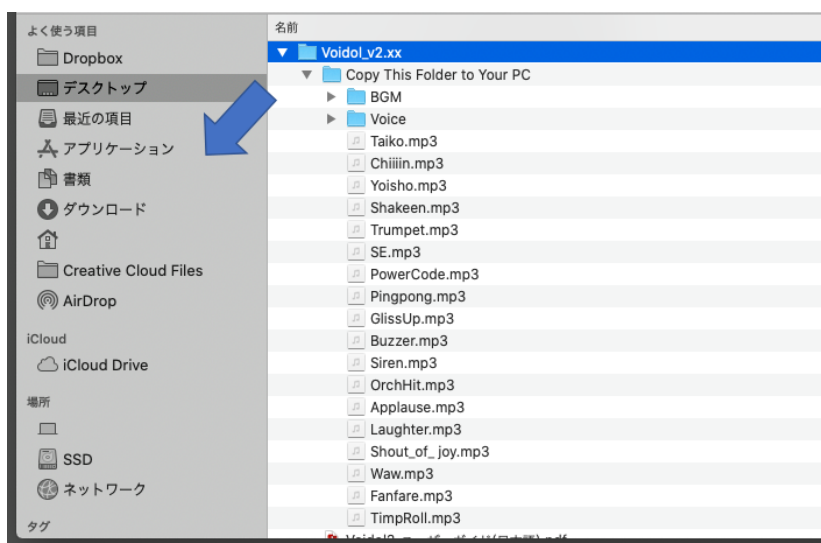 よく使う項目
Dropbox
デスクトップ
最近の項目
アプリケーション
書類
ダウンロード
Creative Cloud Files
AirDrop
iCloud
iCloud Drive
場所
SSD
ネットワーク
タグ
名前
Voidol_v2.xx
Copy This Folder to Your PC
BGM
Voice
Taiko.mp3
Chiiiin.mp3
Yoisho.mp3
Shakeen.mp3
Trumpet.mp3
SE.mp3
PowerCode.mp3
Pingpong.mp3
GlissUp.mp3
Buzzer.mp3
Siren.mp3
OrchHit.mp3
Applause.mp3
Laughter.mp3
Shout_of_ joy.mp3
Waw.mp3
Fanfare.mp3
TimpRoll.mp3